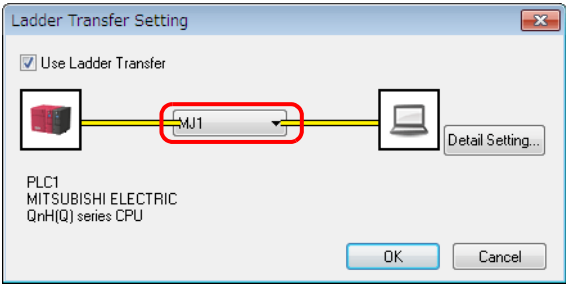 Ladder Transfer Setting
Use Ladder Transfer
MJ1
Detail Setting...
PLC1
MITSUBISHI ELECTRIC
QnH(Q) series CPU
OK
Cancel